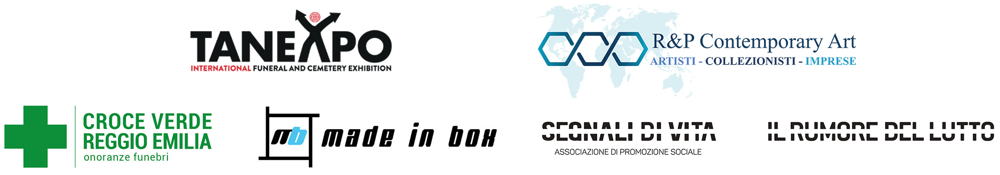 TANEXPO
INTERNATIONAL FUNERAL AND CEMETERY EXHIBITION
R&P Contemporary Art
ARTISTI - COLLEZIONISTI - IMPRESE
CROCE VERDE
REGGIO EMILIA
onoranze funebri
mb made in box
SEGNALI DI VITA
ASSOCIAZIONE DI PROMOZIONE SOCIALE
IL RUMORE DEL LUTTO